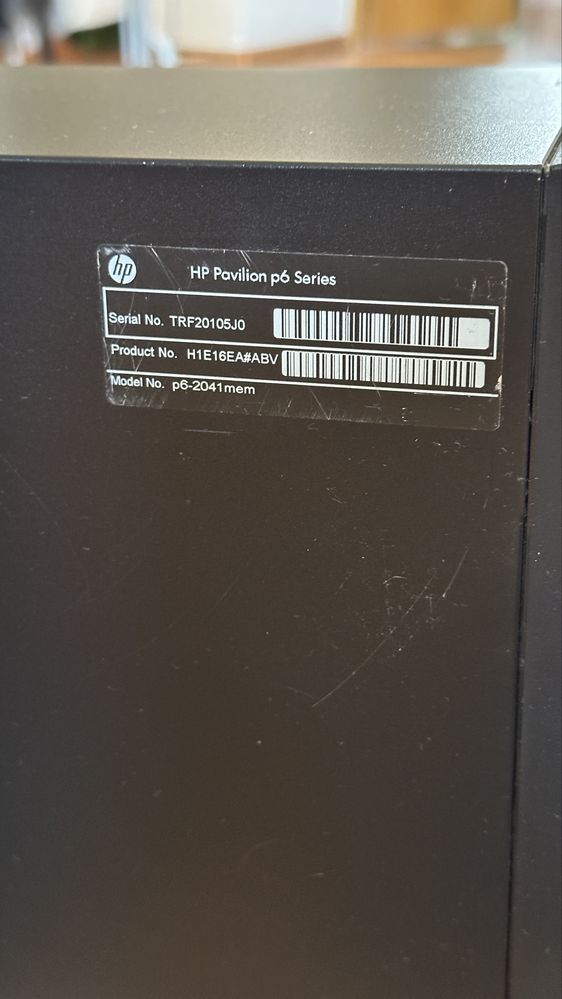 hp
HP Pavilion p6 Series
Serial No. TRF20105J0
Product No. H1E16EA#ABV
Model No. p6-2041mem